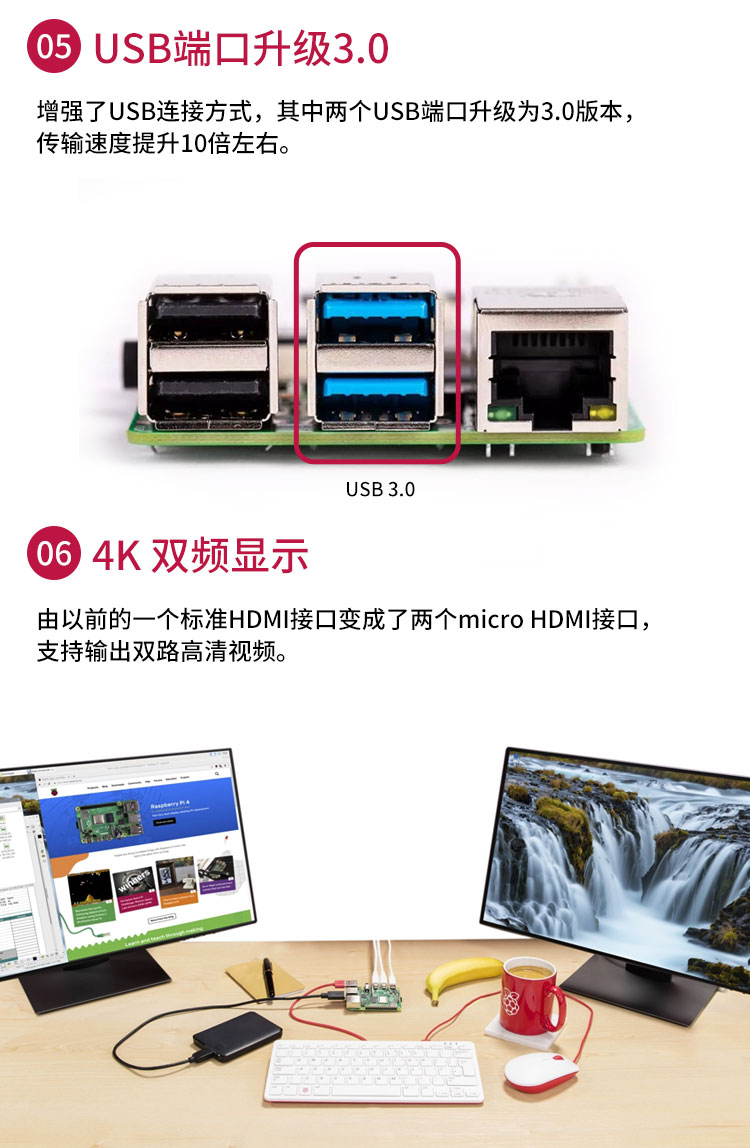 05 USB端口升级3.0
增强了USB连接方式，其中两个USB端口升级为3.0版本，
传输速度提升10倍左右。
USB 3.0
06 4K 双频显示
由以前的一个标准HDMI接口变成了两个micro HDMI接口，
支持输出双路高清视频。
Raspberry Pi 4
winners
Learn and teach through making